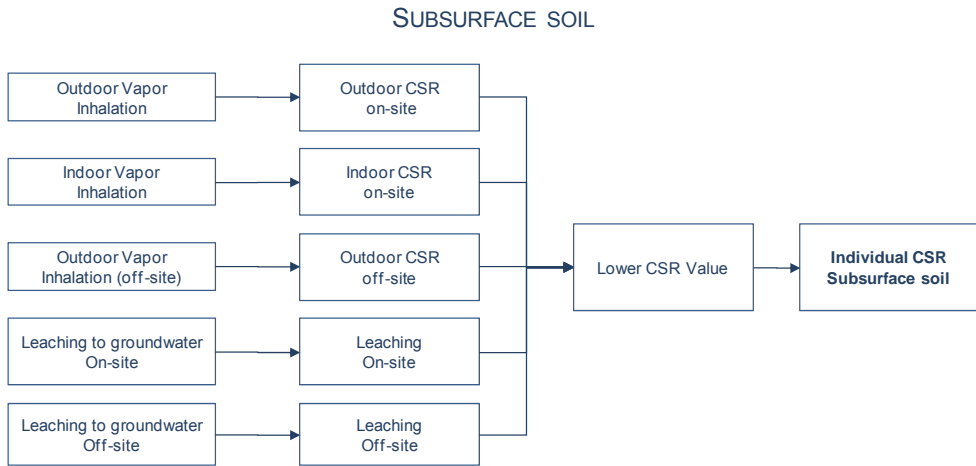 SUBSURFACE SOIL
Outdoor Vapor
Inhalation
Outdoor CSR
on-site
Indoor Vapor
Inhalation
Indoor CSR
on-site
Outdoor Vapor
Inhalation (off-site)
Outdoor CSR
off-site
Leaching to groundwater
On-site
Leaching
On-site
Leaching to groundwater
Off-site
Leaching
Off-site
Lower CSR Value
Individual CSR
Subsurface soil